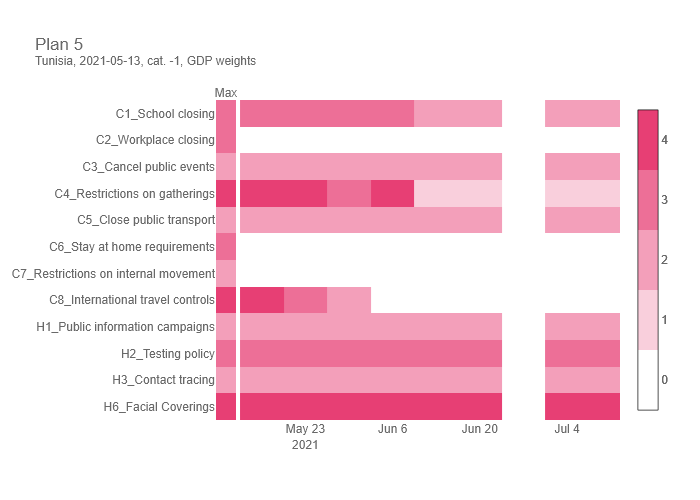 Plan 5
Tunisia, 2021-05-13, cat. -1, GDP weights
Max
C1_School closing
C2_Workplace closing
C3_Cancel public events
C4_Restrictions on gatherings
C5_Close public transport
C6_Stay at home requirements
C7_Restrictions on internal movement
C8_International travel controls
H1_Public information campaigns
H2_Testing policy
H3_Contact tracing
H6_Facial Coverings
May 23 Jun 6 Jun 20 Jul 4
2021
4
3
2
1
0